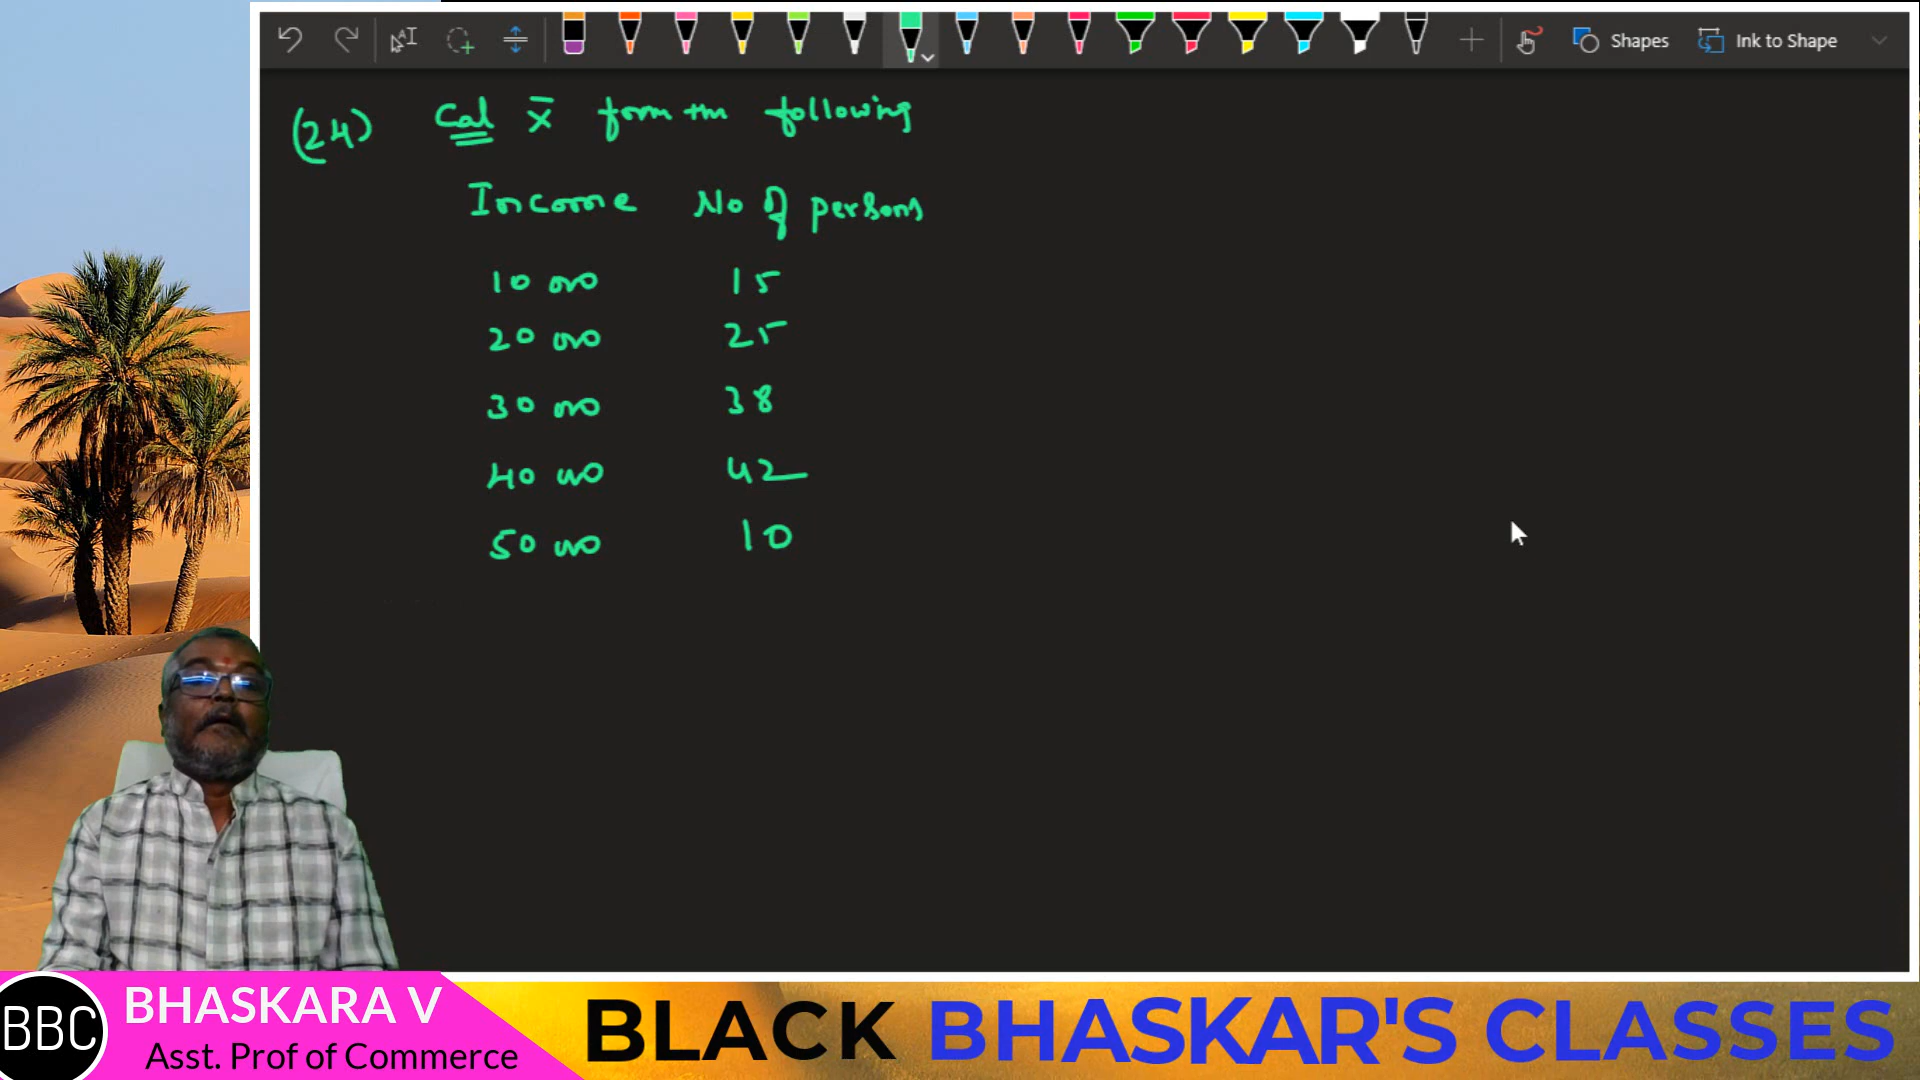 Shapes
Ink to Shape
(24) Cal x̄ form the following
Income No of persons
10 000 15
20 000 25
30 000 38
40 000 42
50 000 10
BBC
BHASKARA V
Asst. Prof of Commerce
BLACK BHASKAR'S CLASSES